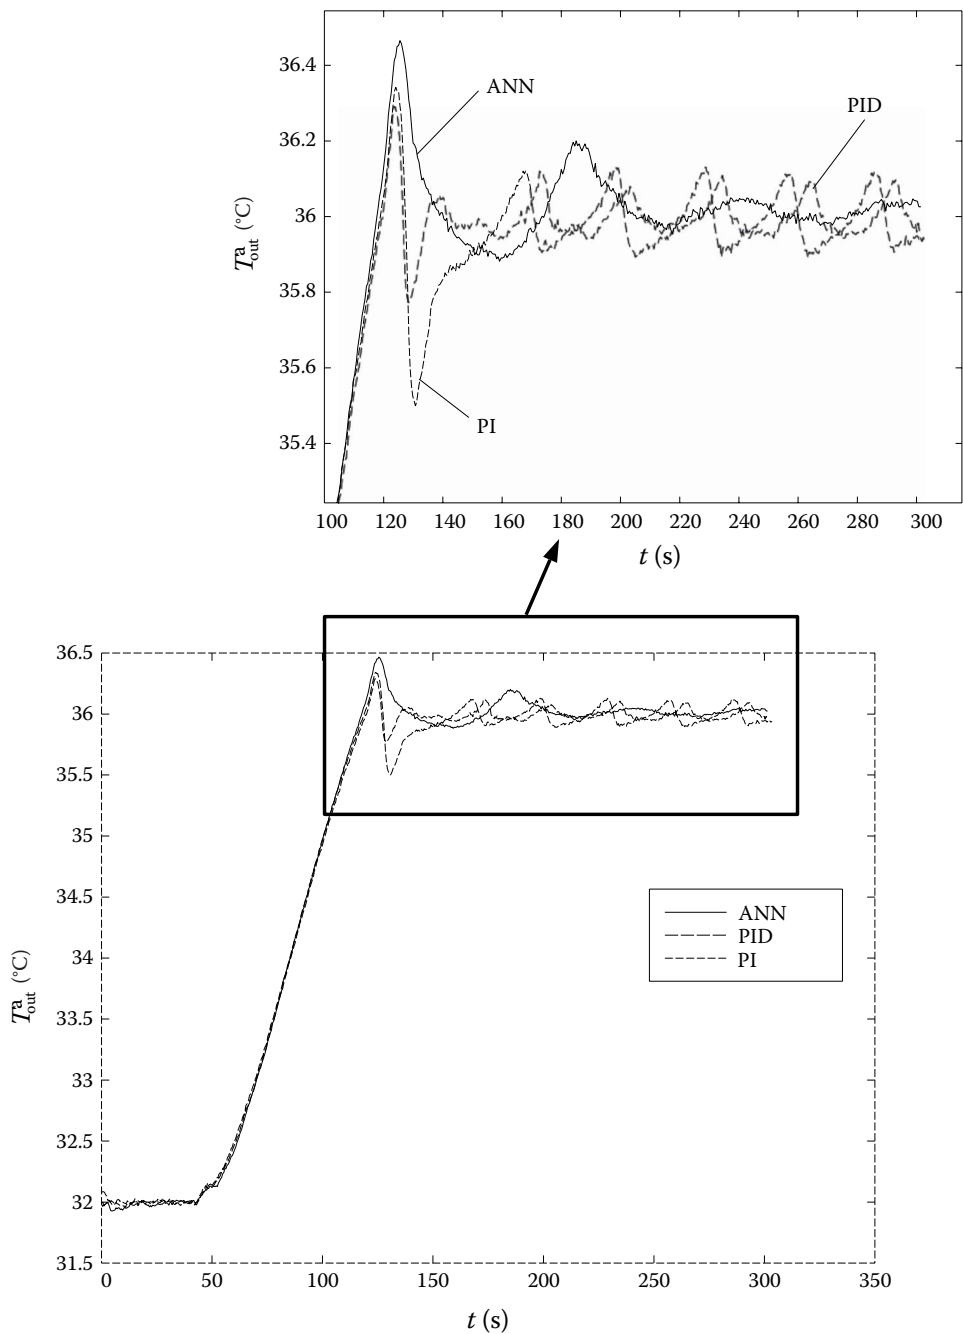 36.4
36.2
36
35.8
35.6
35.4
T^a_out (°C)
ANN
PID
PI
100 120 140 160 180 200 220 240 260 280 300
t (s)
36.5
36
35.5
35
34.5
34
33.5
33
32.5
32
31.5
T^a_out (°C)
ANN
PID
PI
0 50 100 150 200 250 300 350
t (s)